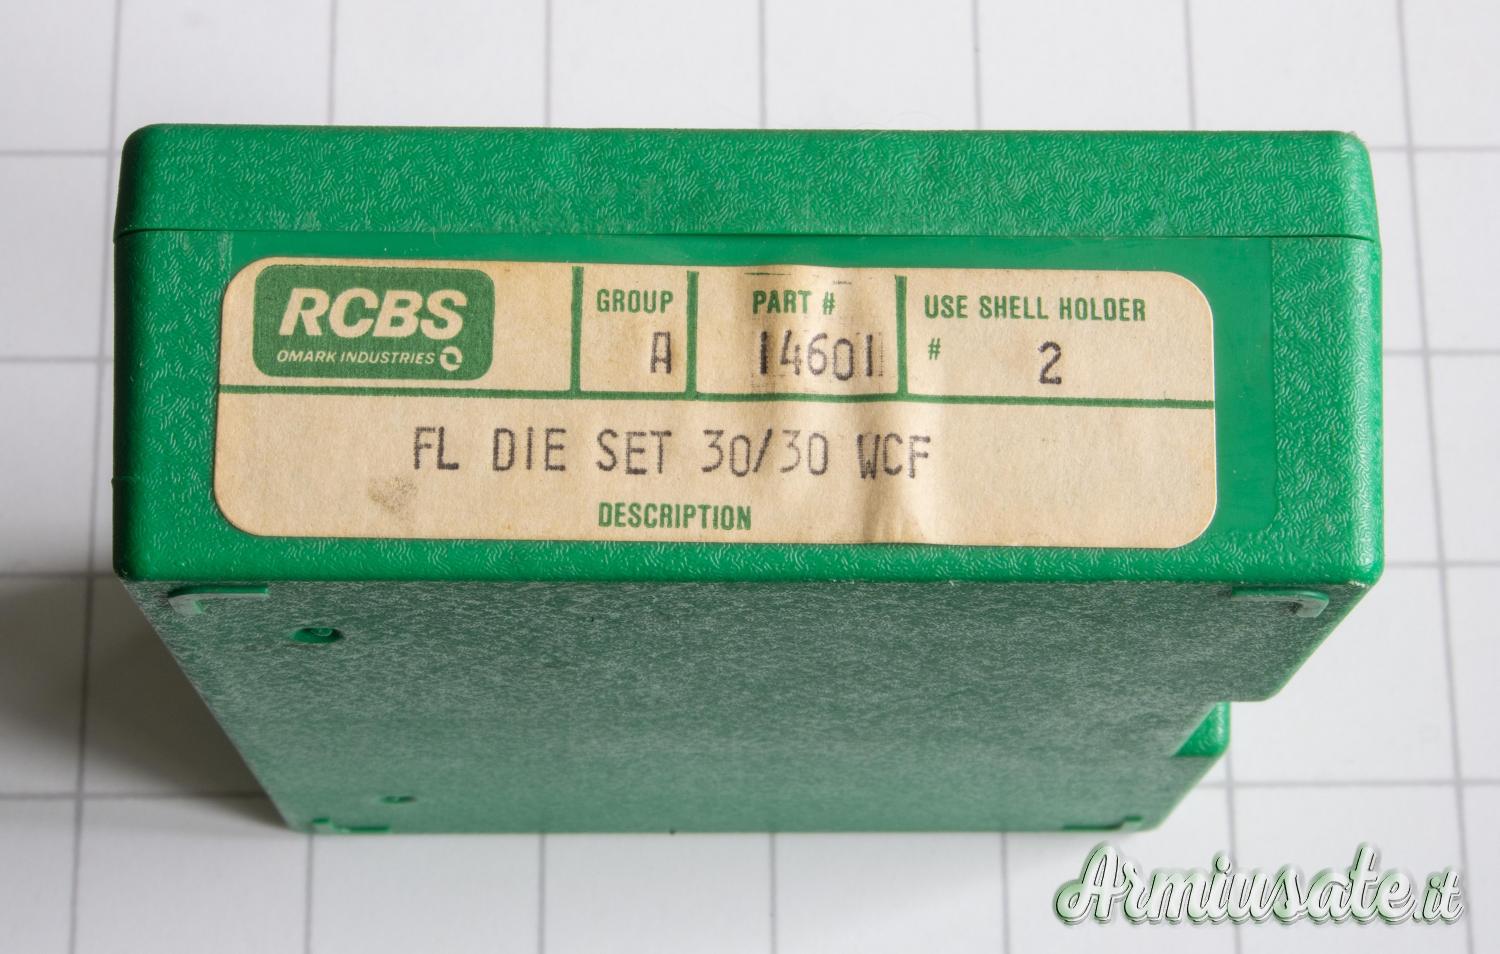 RCBS
OMARK INDUSTRIES
GROUP
A
PART #
14601
USE SHELL HOLDER
# 2
FL DIE SET 30/30 WCF
DESCRIPTION
Armiusate.it